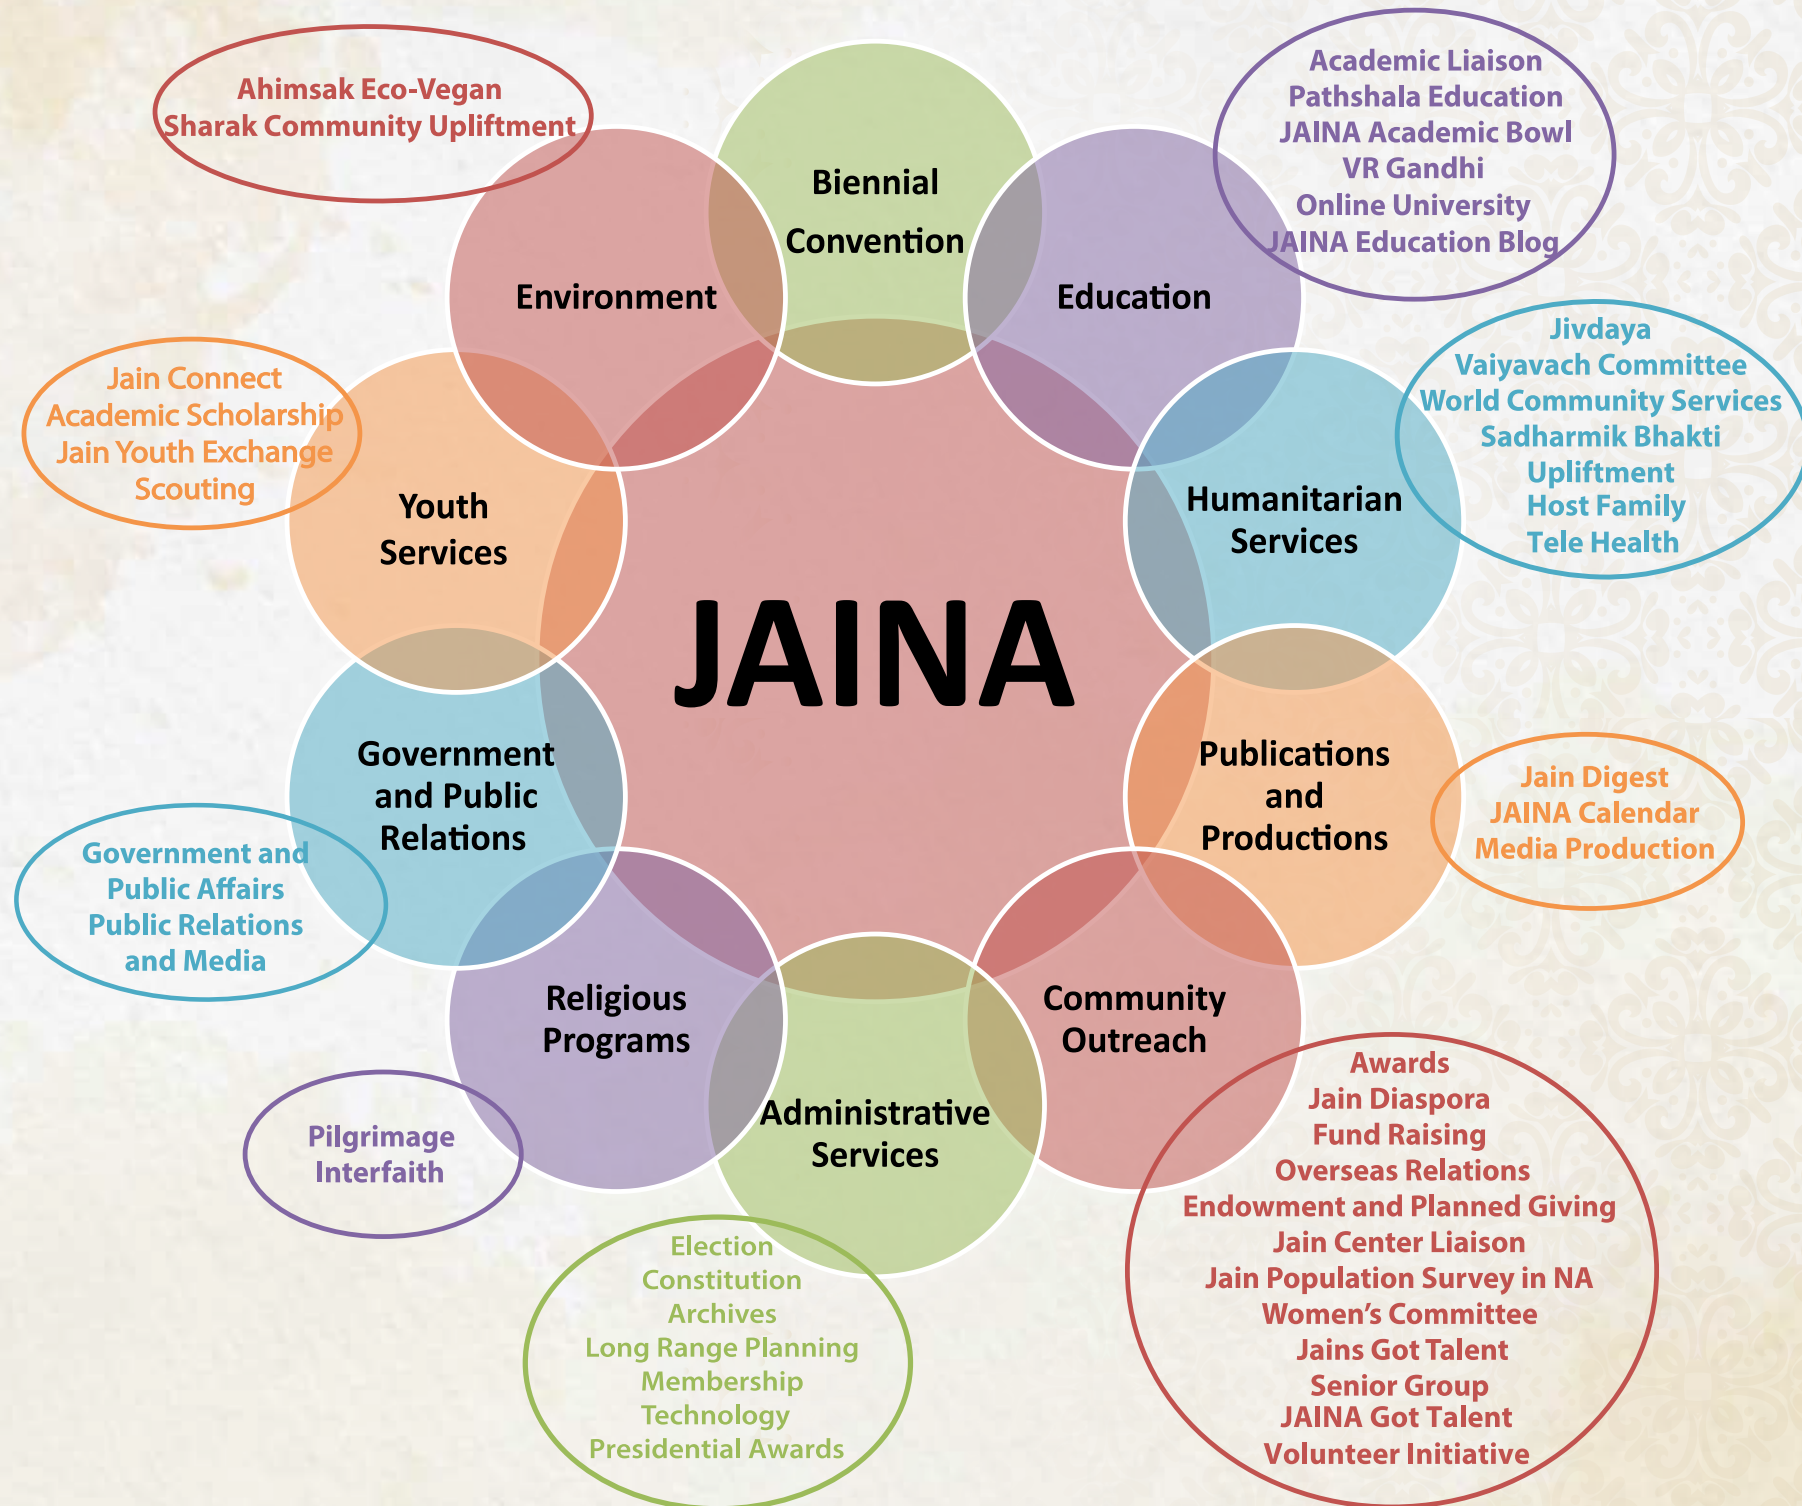 JAINA
Biennial
Convention
Education
Academic Liaison
Pathshala Education
JAINA Academic Bowl
VR Gandhi
Online University
JAINA Education Blog
Humanitarian
Services
Jivdaya
Vaiyavach Committee
World Community Services
Sadharmik Bhakti
Upliftment
Host Family
Tele Health
Publications
and
Productions
Jain Digest
JAINA Calendar
Media Production
Community
Outreach
Awards
Jain Diaspora
Fund Raising
Overseas Relations
Endowment and Planned Giving
Jain Center Liaison
Jain Population Survey in NA
Women’s Committee
Jains Got Talent
Senior Group
JAINA Got Talent
Volunteer Initiative
Administrative
Services
Election
Constitution
Archives
Long Range Planning
Membership
Technology
Presidential Awards
Religious
Programs
Pilgrimage
Interfaith
Government
and Public
Relations
Government and
Public Affairs
Public Relations
and Media
Youth
Services
Jain Connect
Academic Scholarship
Jain Youth Exchange
Scouting
Environment
Ahimsak Eco-Vegan
Sharak Community Upliftment